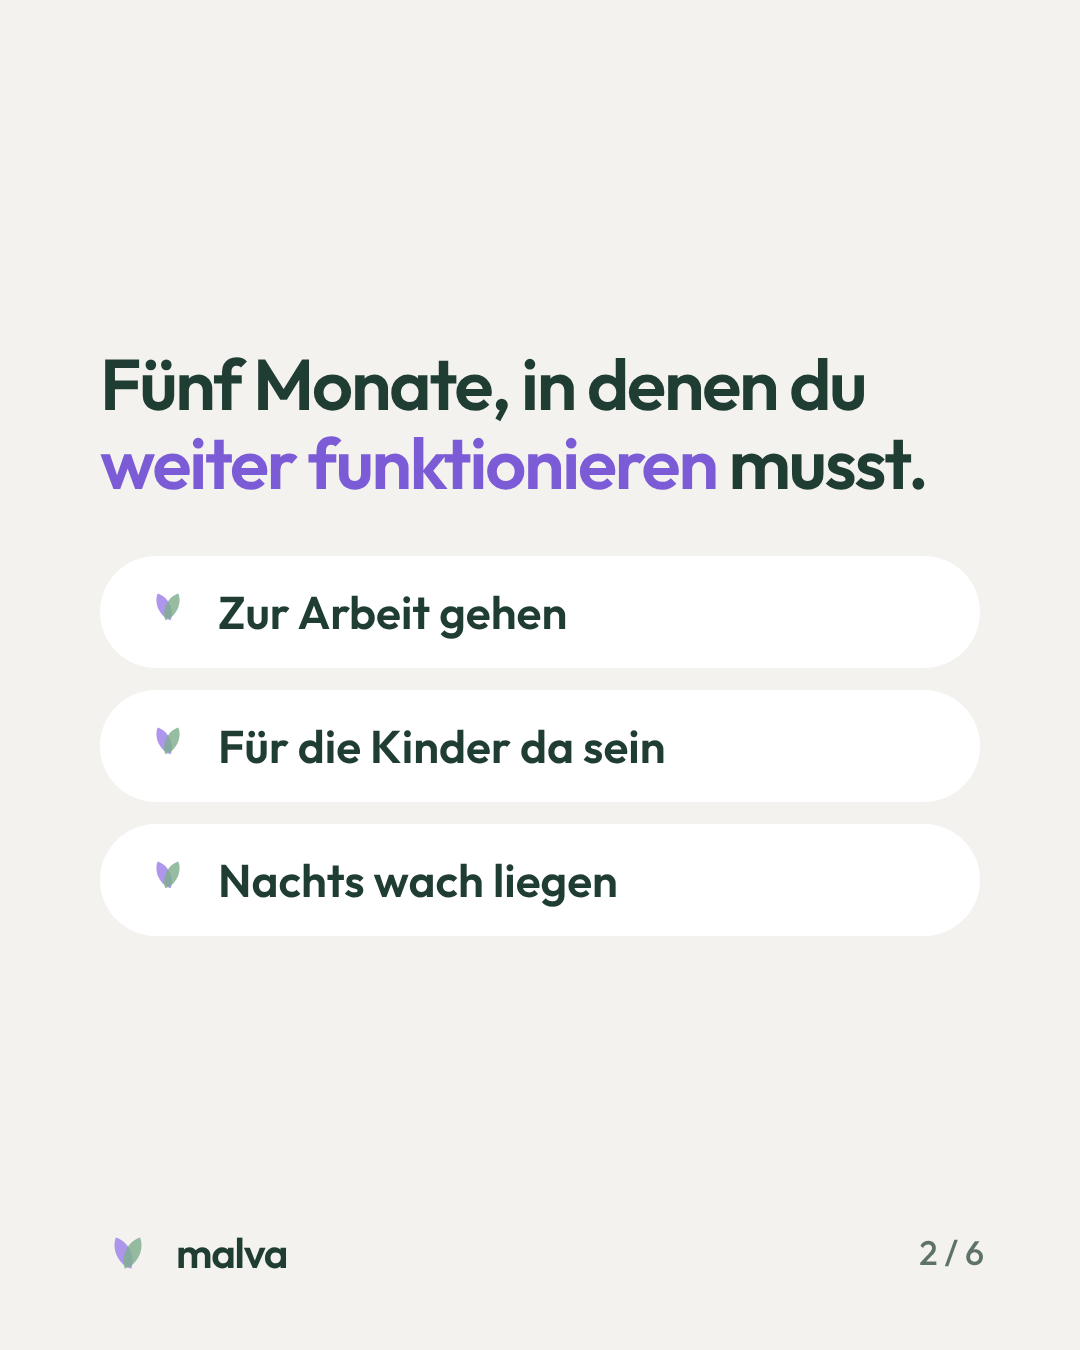 Fünf Monate, in denen du
weiter funktionieren musst.
Zur Arbeit gehen
Für die Kinder da sein
Nachts wach liegen
malva
2 / 6